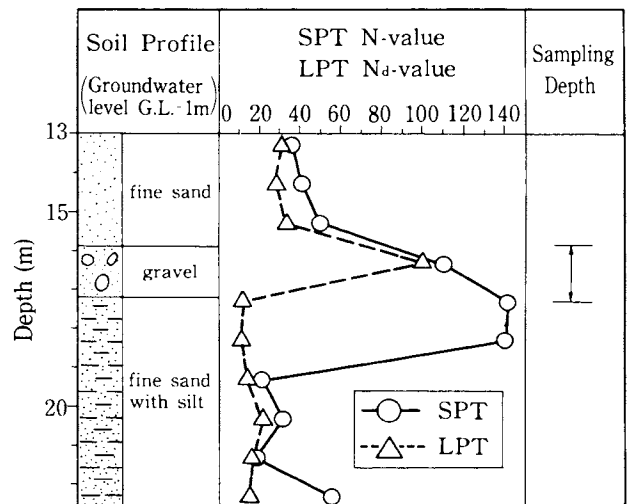 Soil Profile
(Groundwater
level G.L.-1m)
SPT N-value
LPT Nd-value
0 20 40 60 80 100 120 140
Sampling
Depth
Depth (m)
13
15
20
fine sand
gravel
fine sand
with silt
SPT
LPT